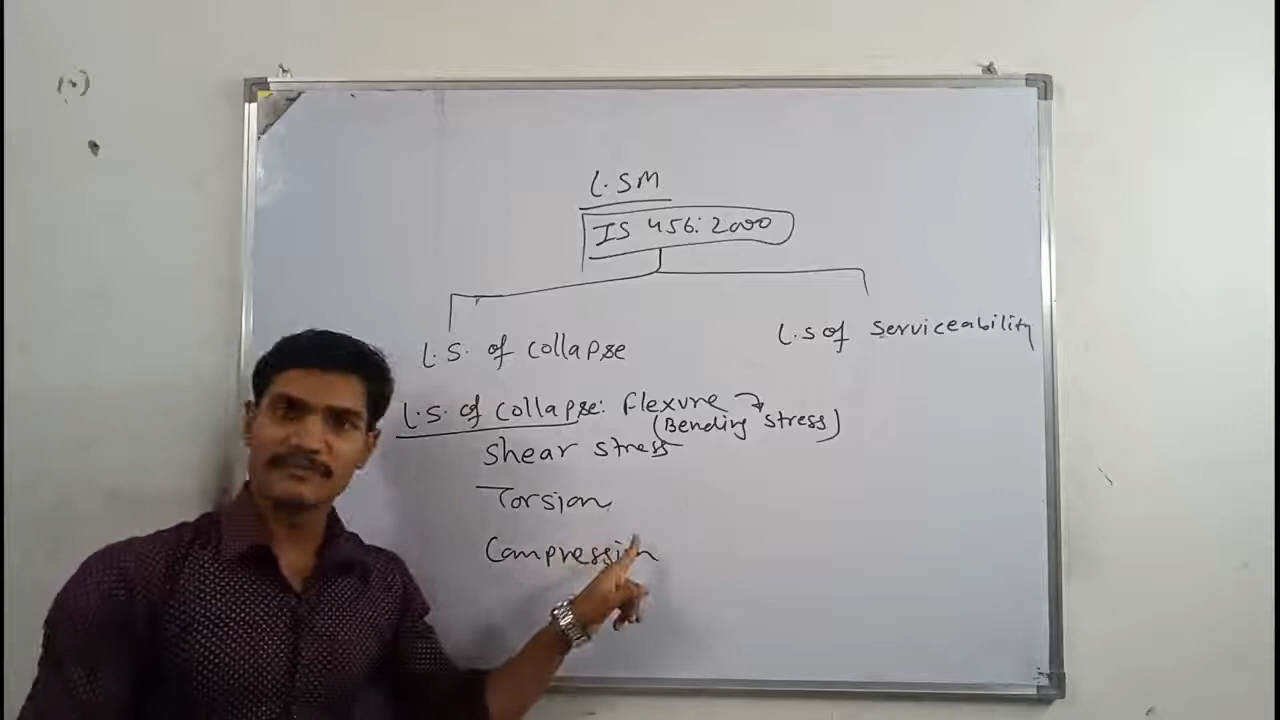 L.SM
IS 456:2000
L.S. of collapse
L.S of Serviceability
L.S. of collapse: flexure
(Bending stress)
Shear stress
Torsion
Compression